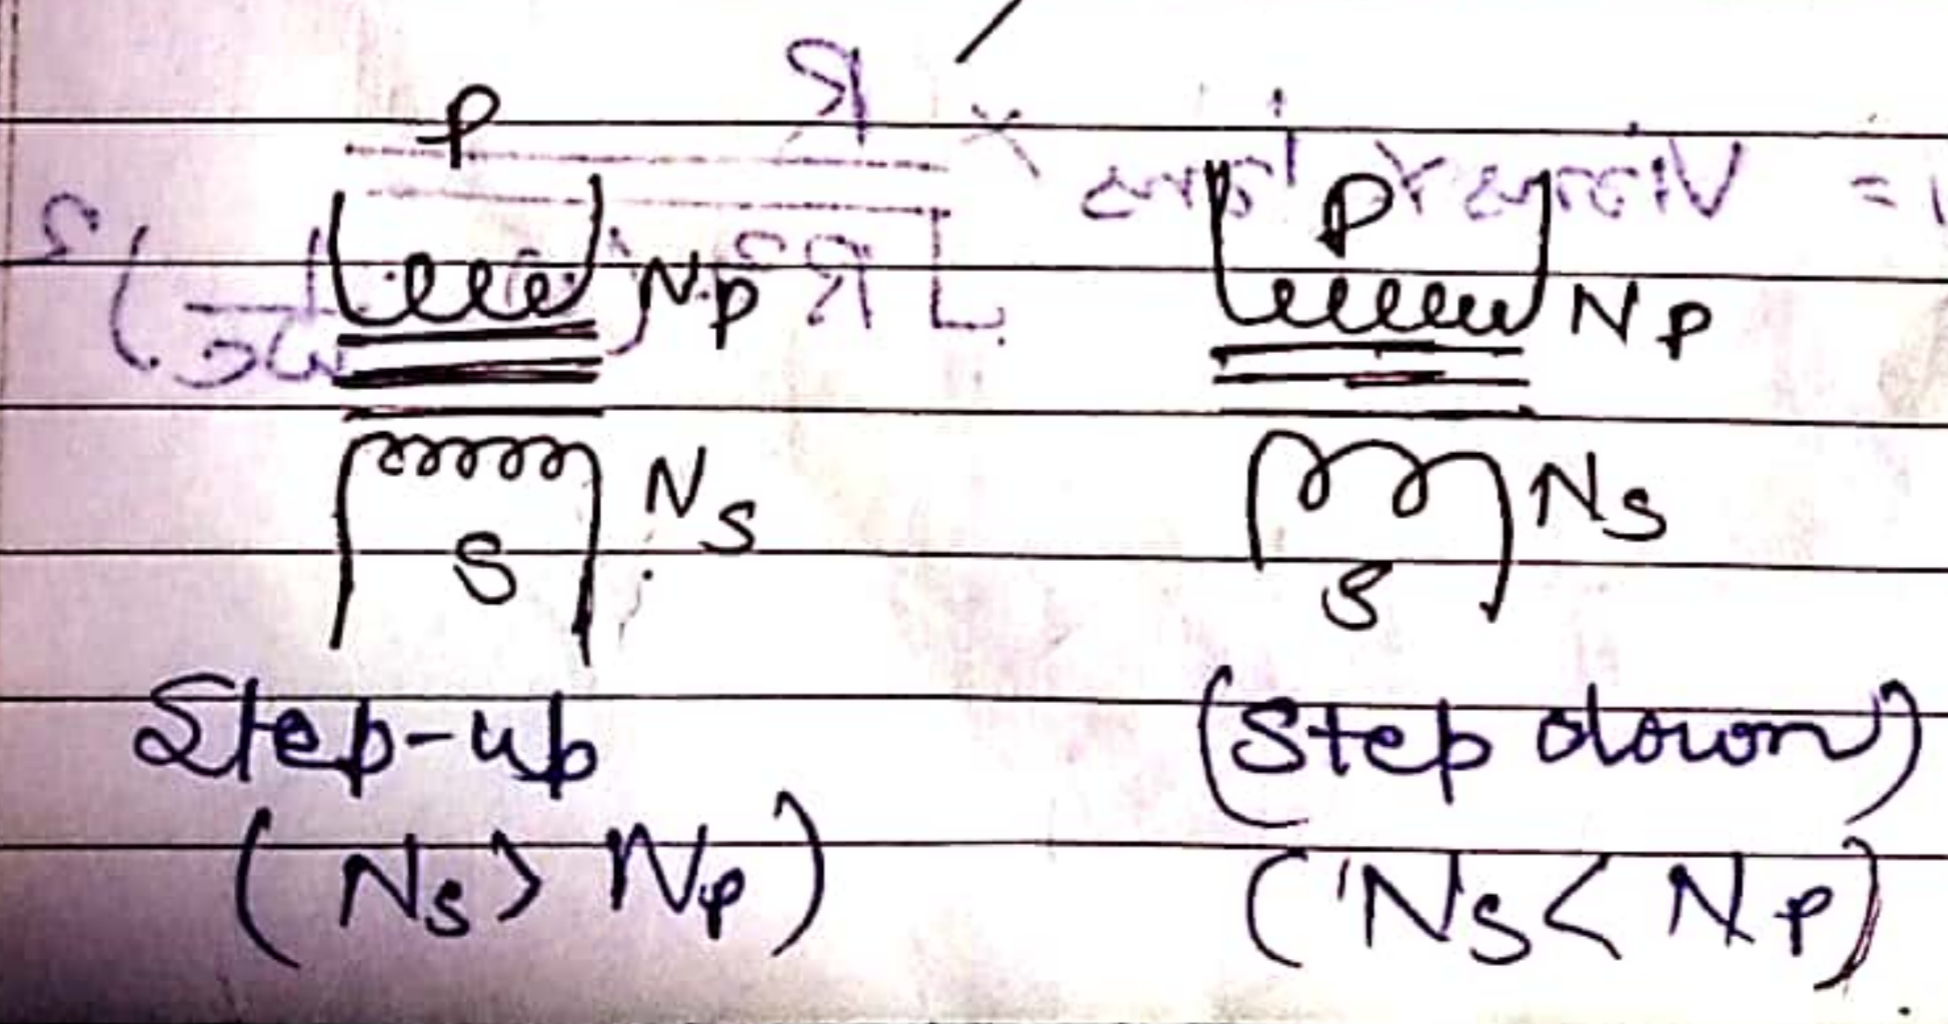 P
P
Np
Np
Ns
Ns
S
S
Step-up
(Step down)
(Ns > Np)
(Ns < Np)